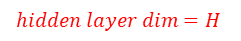 hidden layer dim = H